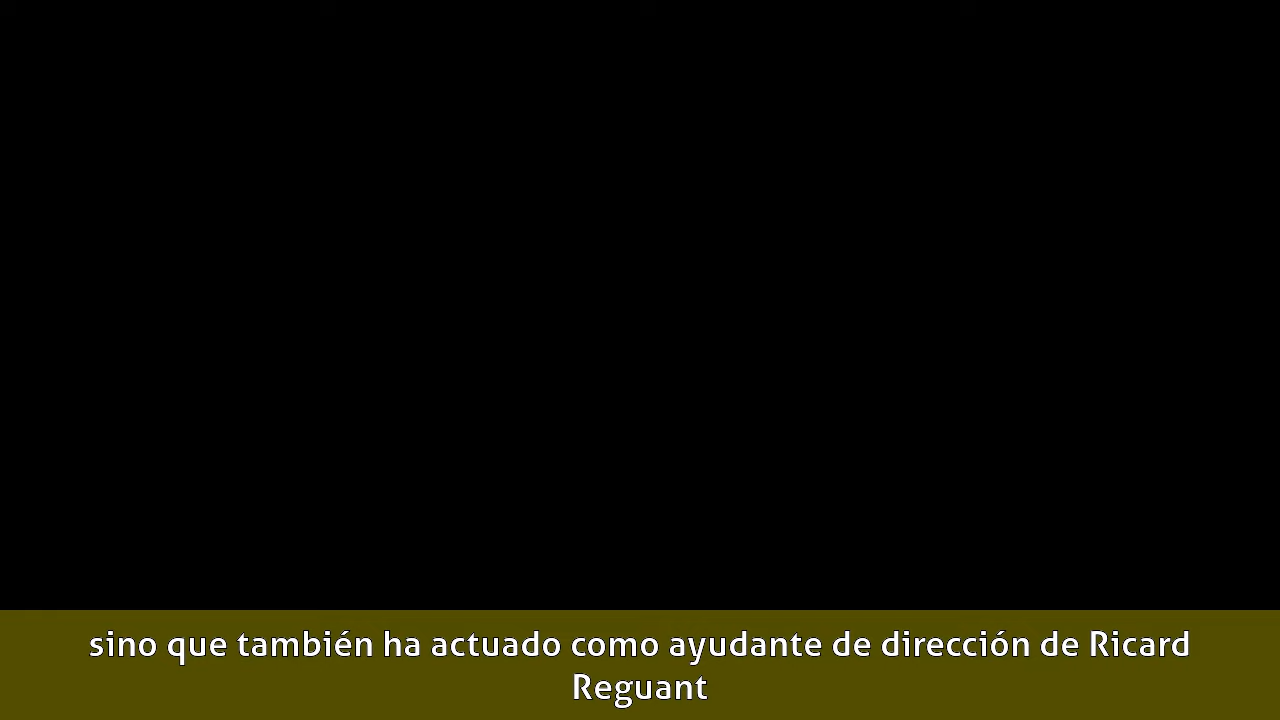 sino que también ha actuado como ayudante de dirección de Ricard
Reguant